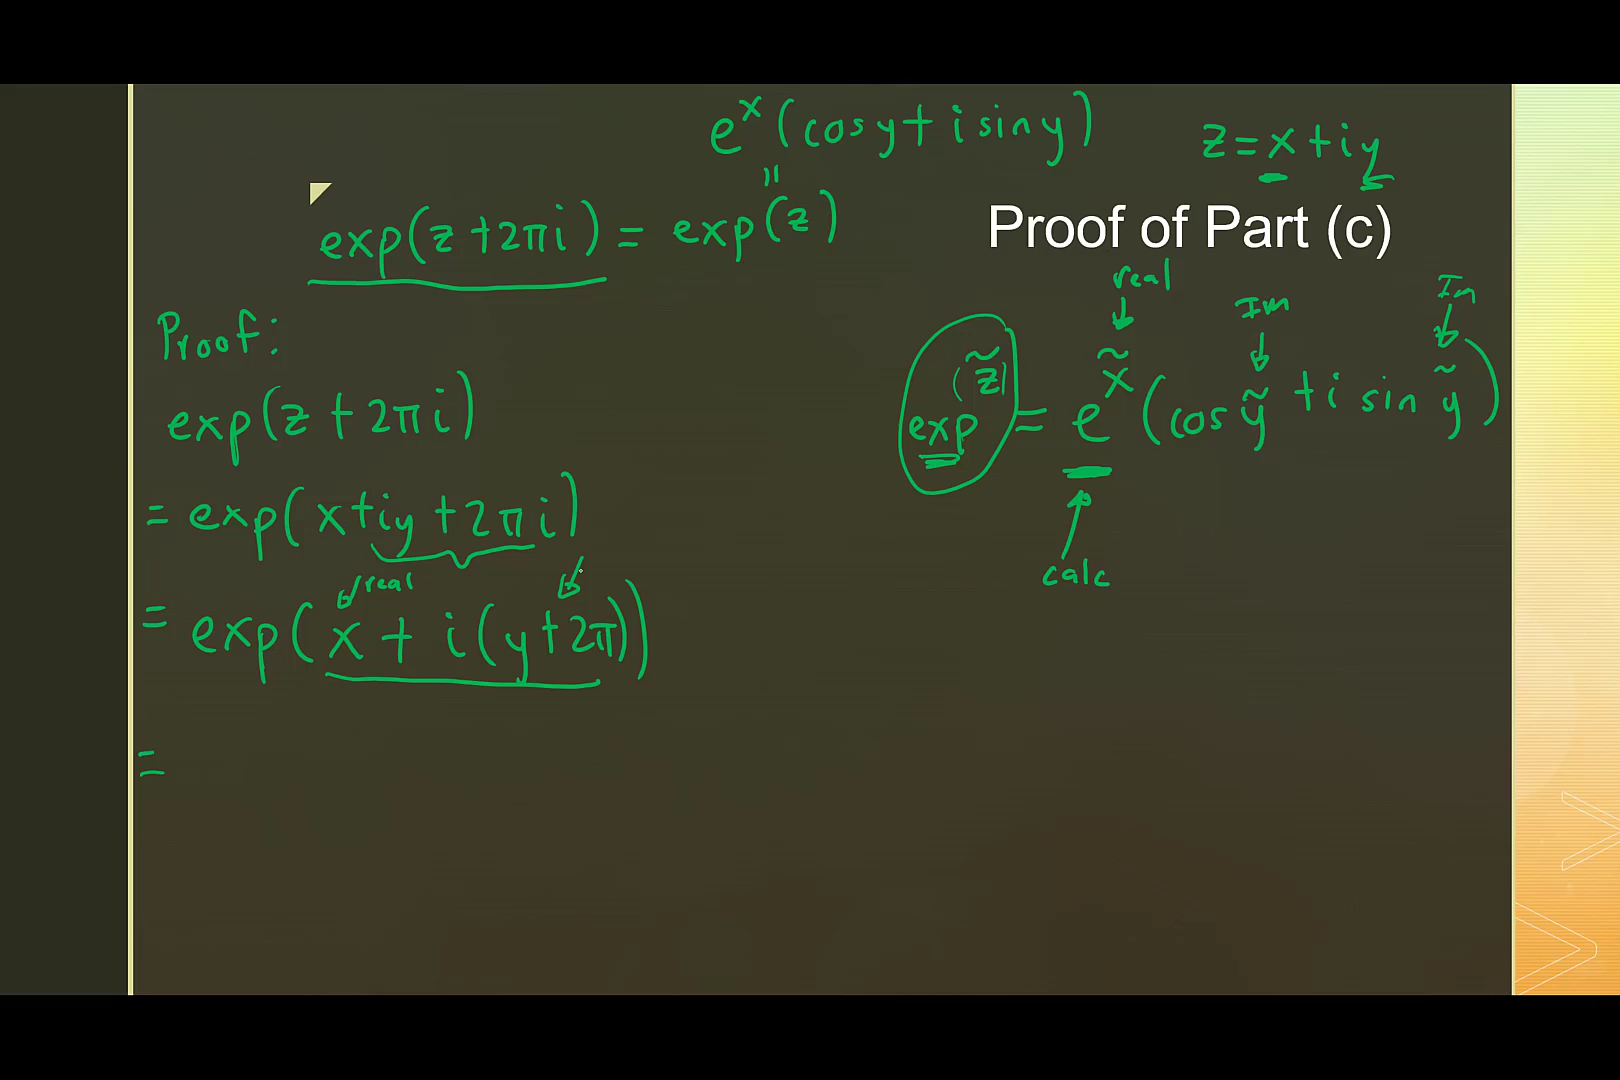 e^x (cos y + i sin y)
z = x + iy
=
exp(z + 2πi) = exp(z)
Proof of Part (c)
real
Im
Im
Proof:
exp(z̃) = e^x̃ (cos ỹ + i sin ỹ)
calc
exp(z + 2πi)
= exp(x + iy + 2πi)
real
= exp(x + i(y + 2π))
=